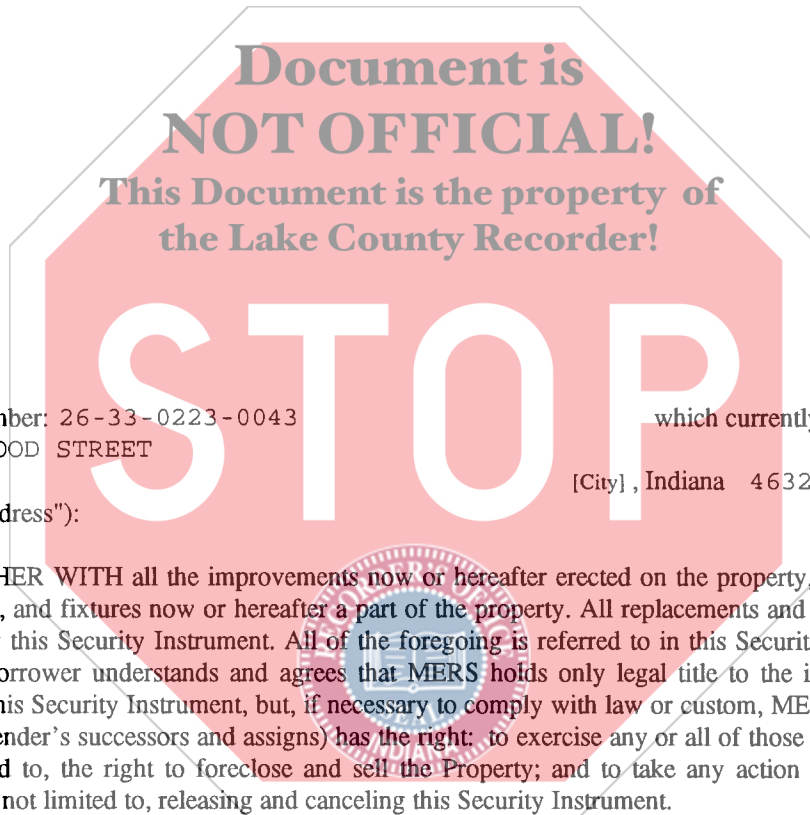 Document is
NOT OFFICIAL!
This Document is the property of
the Lake County Recorder!
STOP
nber: 26-33-0223-0043 which currently
OOD STREET
[City] , Indiana 4632
dress"):
HER WITH all the improvements now or hereafter erected on the property,
, and fixtures now or hereafter a part of the property. All replacements and
this Security Instrument. All of the foregoing is referred to in this Securit
orrower understands and agrees that MERS holds only legal title to the i
his Security Instrument, but, if necessary to comply with law or custom, ME
ender's successors and assigns) has the right: to exercise any or all of those
d to, the right to foreclose and sell the Property; and to take any action
not limited to, releasing and canceling this Security Instrument.
RECORDER'S OFFICE
SEAL
INDIANA